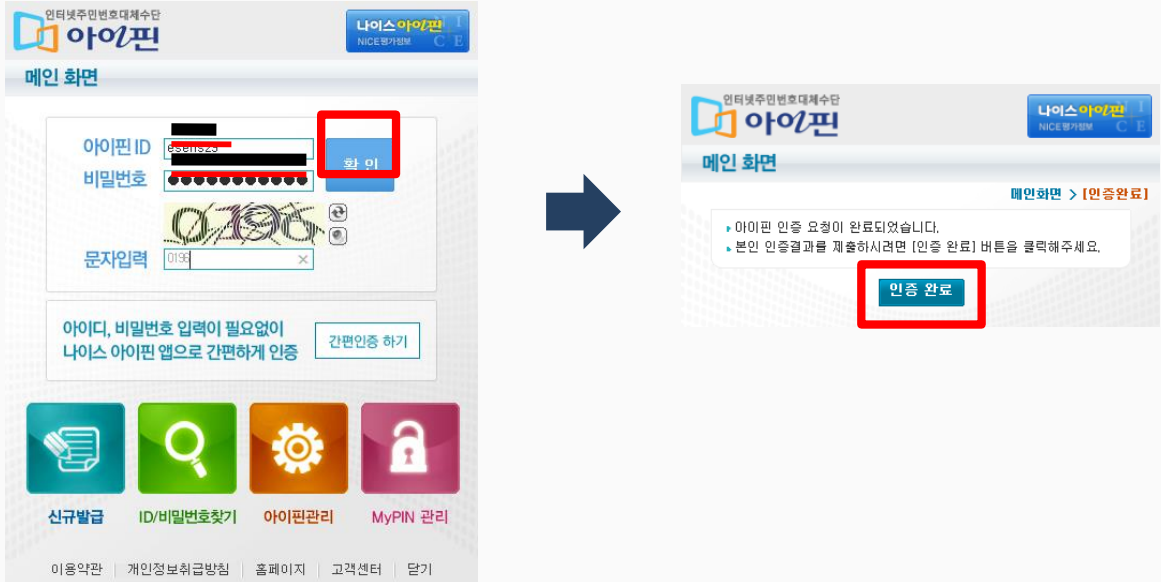 인터넷주민번호대체수단
아이핀
나이스아이핀
NICE평가정보
NICE
메인 화면
아이핀 ID
확 인
비밀번호 ●●●●●●●●●●●
0196
문자입력 0196 ×
아이디, 비밀번호 입력이 필요없이
나이스 아이핀 앱으로 간편하게 인증
간편인증 하기
신규발급 ID/비밀번호찾기 아이핀관리 MyPIN 관리
이용약관 | 개인정보취급방침 | 홈페이지 | 고객센터 | 닫기
인터넷주민번호대체수단
아이핀
나이스아이핀
NICE평가정보
NICE
메인 화면
메인화면 > [인증완료]
아이핀 인증 요청이 완료되었습니다.
본인 인증결과를 제출하시려면 [인증 완료] 버튼을 클릭해주세요.
인증 완료